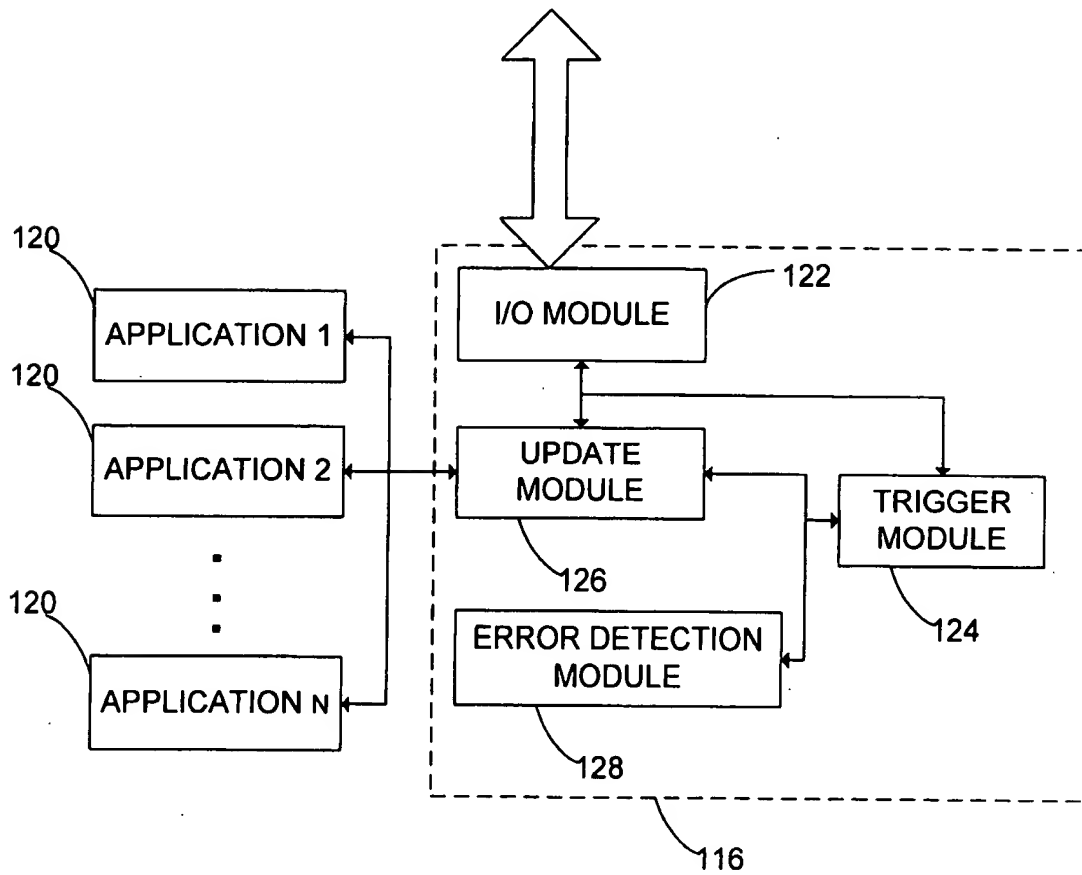 120
APPLICATION 1
120
APPLICATION 2
120
APPLICATION N
I/O MODULE
122
UPDATE
MODULE
126
TRIGGER
MODULE
124
ERROR DETECTION
MODULE
128
116